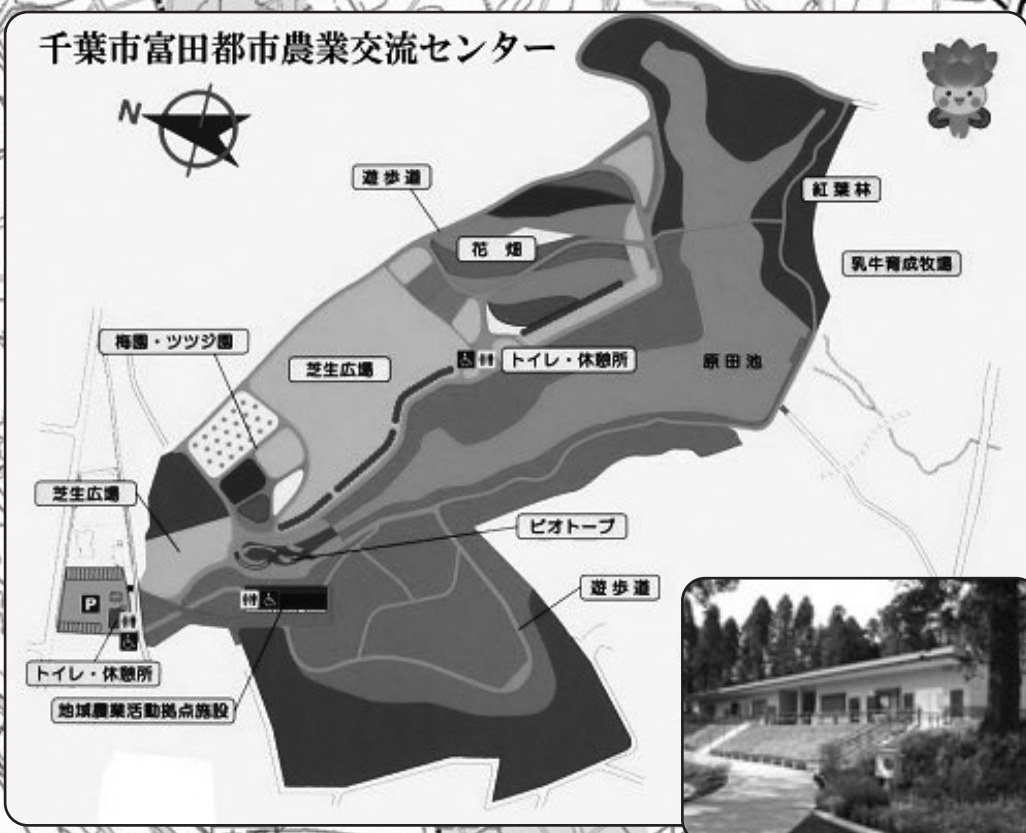 千葉市富田都市農業交流センター
N
遊歩道
紅葉林
花畑
乳牛育成牧場
梅園・ツツジ園
芝生広場
トイレ・休憩所
原田池
芝生広場
ビオトープ
P
遊歩道
トイレ・休憩所
地域農業活動拠点施設